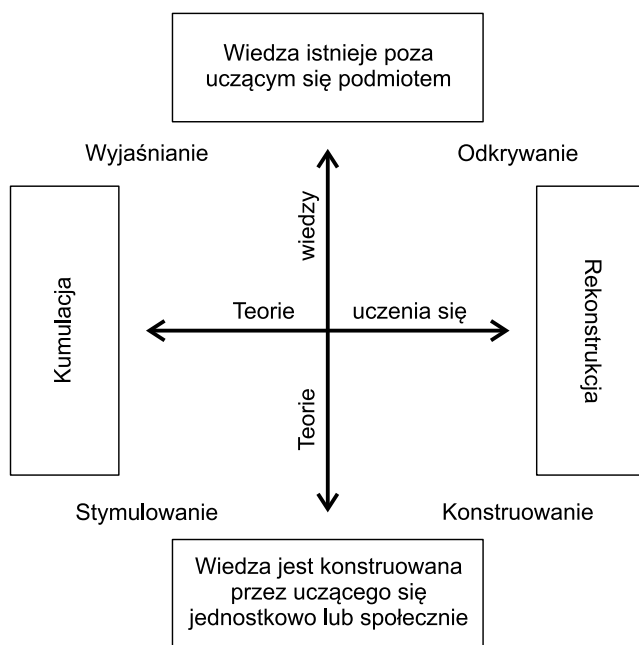 Wiedza istnieje poza
uczącym się podmiotem
Wyjaśnianie
Odkrywanie
wiedzy
Kumulacja
Teorie
uczenia się
Rekonstrukcja
Teorie
Stymulowanie
Konstruowanie
Wiedza jest konstruowana
przez uczącego się
jednostkowo lub społecznie